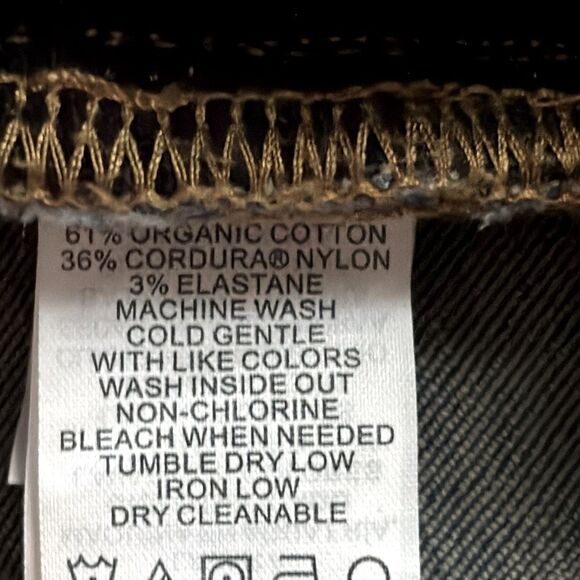 61% ORGANIC COTTON
36% CORDURA® NYLON
3% ELASTANE
MACHINE WASH
COLD GENTLE
WITH LIKE COLORS
WASH INSIDE OUT
NON-CHLORINE
BLEACH WHEN NEEDED
TUMBLE DRY LOW
IRON LOW
DRY CLEANABLE